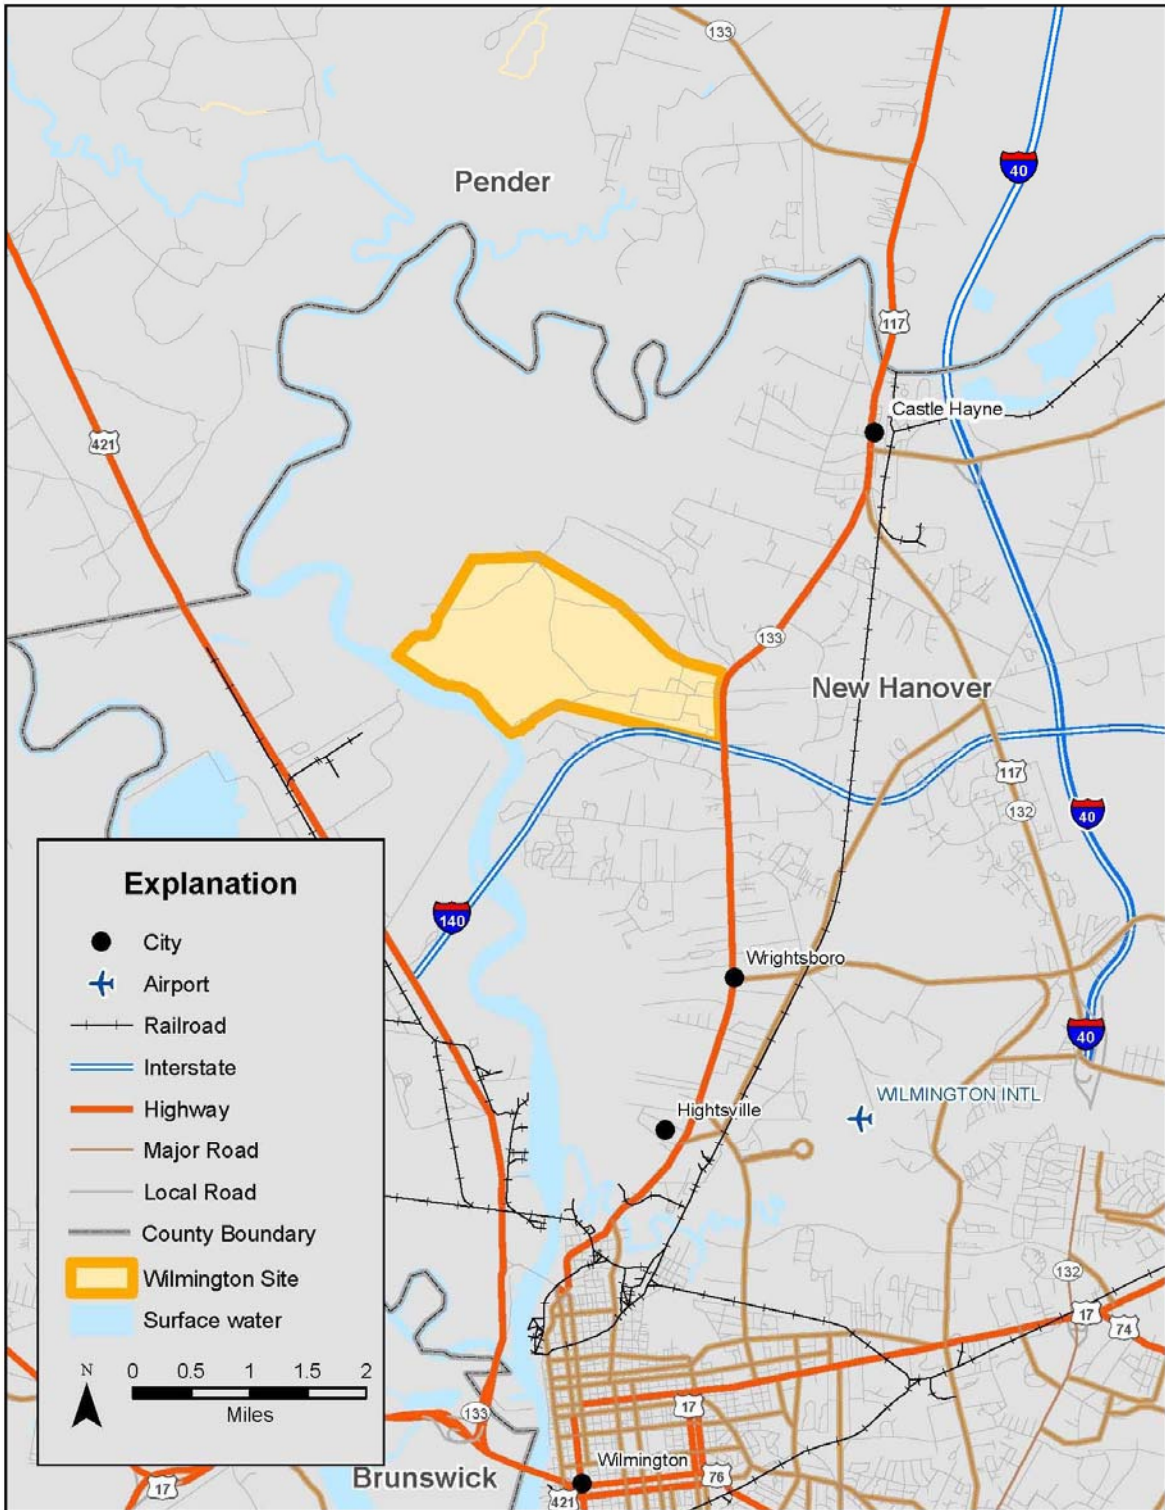 133
40
Pender
117
Castle Hayne
421
133
New Hanover
117
132
40
Explanation
City
Airport
Railroad
Interstate
Highway
Major Road
Local Road
County Boundary
Wilmington Site
Surface water
N
0 0.5 1 1.5 2
Miles
140
Wrightsboro
40
WILMINGTON INTL
Hightsville
132
17
74
133
17
Wilmington
Brunswick
17
76
421